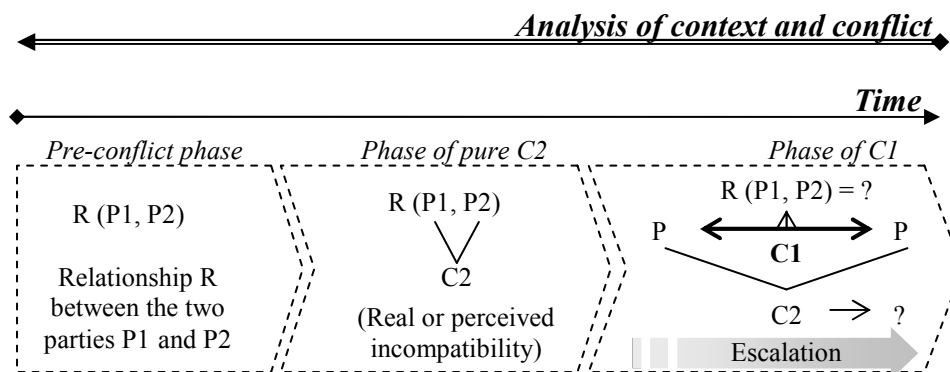 Analysis of context and conflict
Time
Pre-conflict phase
R (P1, P2)
Relationship R
between the two
parties P1 and P2
Phase of pure C2
R (P1, P2)
C2
(Real or perceived
incompatibility)
Phase of C1
R (P1, P2) = ?
P
P
C1
C2
?
Escalation